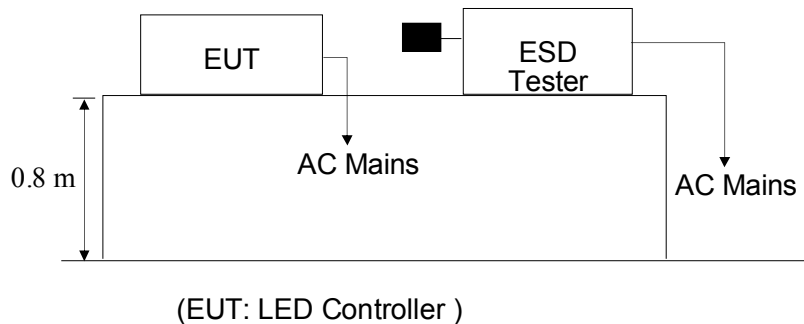 EUT
ESD
Tester
AC Mains
0.8 m
AC Mains
(EUT: LED Controller )